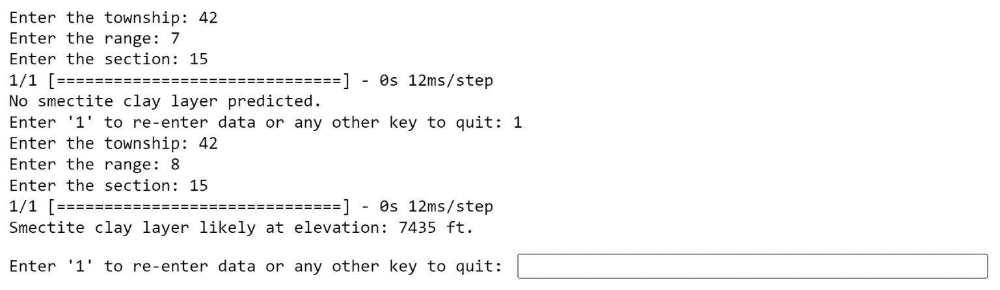 Enter the township: 42
Enter the range: 7
Enter the section: 15
1/1 [==============================] - 0s 12ms/step
No smectite clay layer predicted.
Enter '1' to re-enter data or any other key to quit: 1
Enter the township: 42
Enter the range: 8
Enter the section: 15
1/1 [==============================] - 0s 12ms/step
Smectite clay layer likely at elevation: 7435 ft.
Enter '1' to re-enter data or any other key to quit: